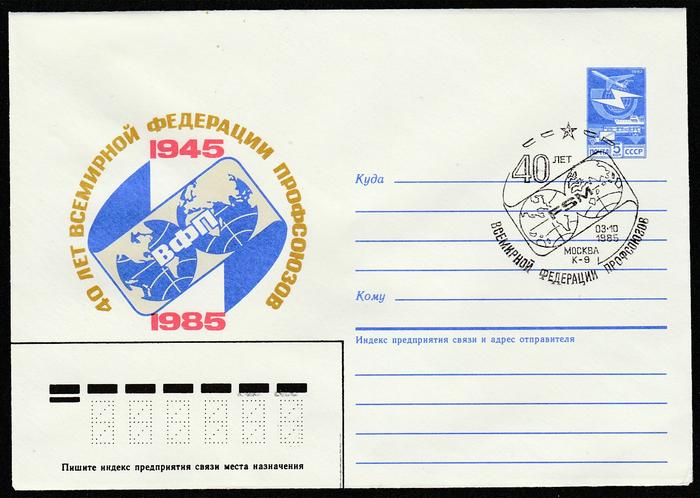 40 ЛЕТ ВСЕМИРНОЙ ФЕДЕРАЦИИ ПРОФСОЮЗОВ
1945
ВФП
1985
ПОЧТА 5 СССР
40 ЛЕТ
FSM
03·10
1985
МОСКВА
К-9
ВСЕМИРНОЙ ФЕДЕРАЦИИ ПРОФСОЮЗОВ
Куда
Кому
Индекс предприятия связи и адрес отправителя
Пишите индекс предприятия связи места назначения